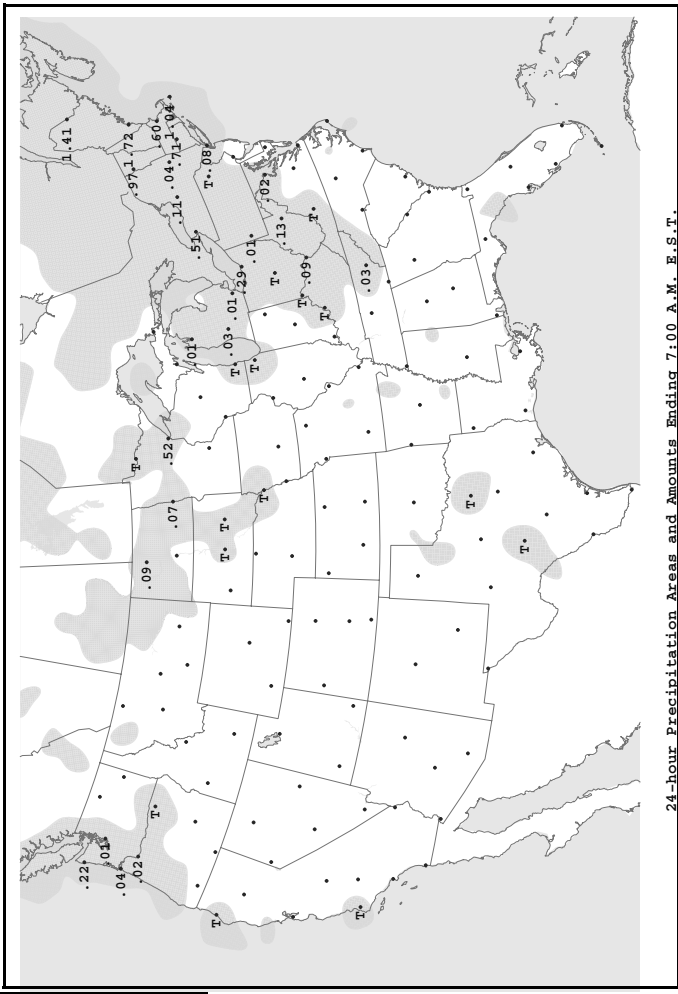 1.41
.22
.01
.04
1.72
.97
T
.02
.09
T
.60
.52
.04
1.04
.07
.71
.11
.01
.51
.08
T
T
T
T
.03
.01
T
.29
.01
T
T
.02
T
.13
T
.09
T
T
T
.03
T
T
24-hour Precipitation Areas and Amounts Ending 7:00 A.M. E.S.T.